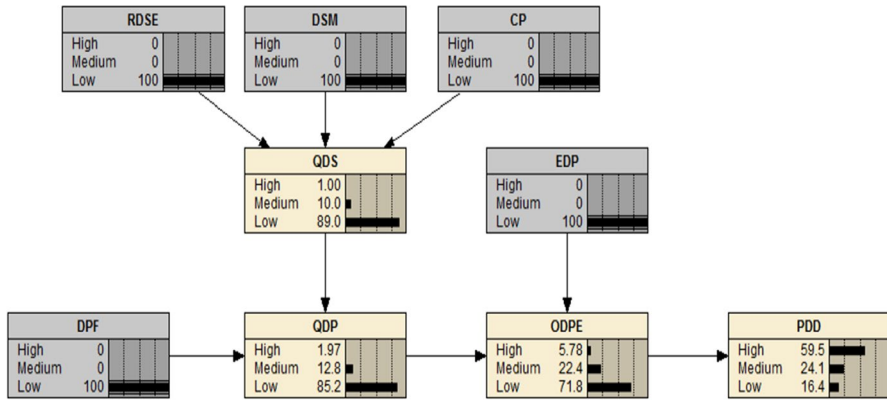 RDSE
High 0
Medium 0
Low 100
DSM
High 0
Medium 0
Low 100
CP
High 0
Medium 0
Low 100
QDS
High 1.00
Medium 10.0
Low 89.0
EDP
High 0
Medium 0
Low 100
DPF
High 0
Medium 0
Low 100
QDP
High 1.97
Medium 12.8
Low 85.2
ODPE
High 5.78
Medium 22.4
Low 71.8
PDD
High 59.5
Medium 24.1
Low 16.4